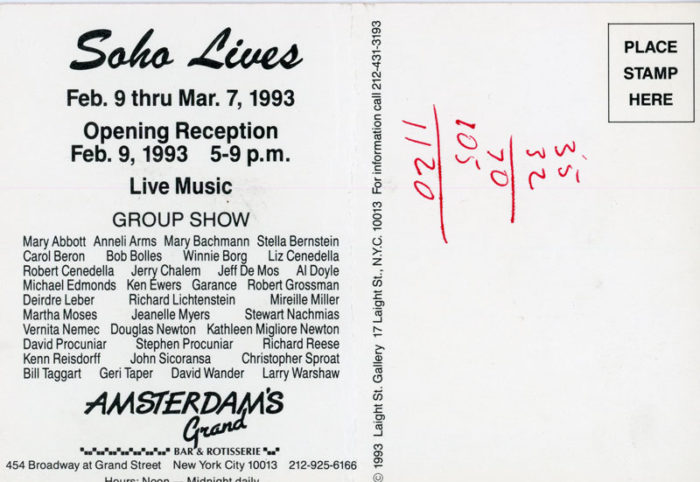 Soho Lives
Feb. 9 thru Mar. 7, 1993
Opening Reception
Feb. 9, 1993 5-9 p.m.
Live Music
GROUP SHOW
Mary Abbott Anneli Arms Mary Bachmann Stella Bernstein
Carol Beron Bob Bolles Winnie Borg Liz Cenedella
Robert Cenedella Jerry Chalem Jeff De Mos Al Doyle
Michael Edmonds Ken Ewers Garance Robert Grossman
Deirdre Leber Richard Lichtenstein Mireille Miller
Martha Moses Jeanelle Myers Stewart Nachmias
Vernita Nemec Douglas Newton Kathleen Migliore Newton
David Procuniar Stephen Procuniar Richard Reese
Kenn Reisdorff John Sicoransa Christopher Sproat
Bill Taggart Geri Taper David Wander Larry Warshaw
AMSTERDAM'S
Grand
BAR & ROTISSERIE
454 Broadway at Grand Street New York City 10013 212-925-6166
Hours: Noon — Midnight daily
© 1993 Laight St. Gallery 17 Laight St., N.Y.C. 10013 For information call 212-431-3193
35
32
70
105
1120
PLACE
STAMP
HERE